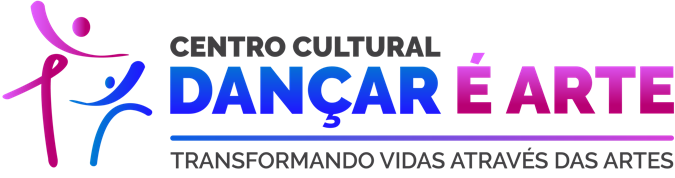 CENTRO CULTURAL
DANÇAR É ARTE
TRANSFORMANDO VIDAS ATRAVÉS DAS ARTES